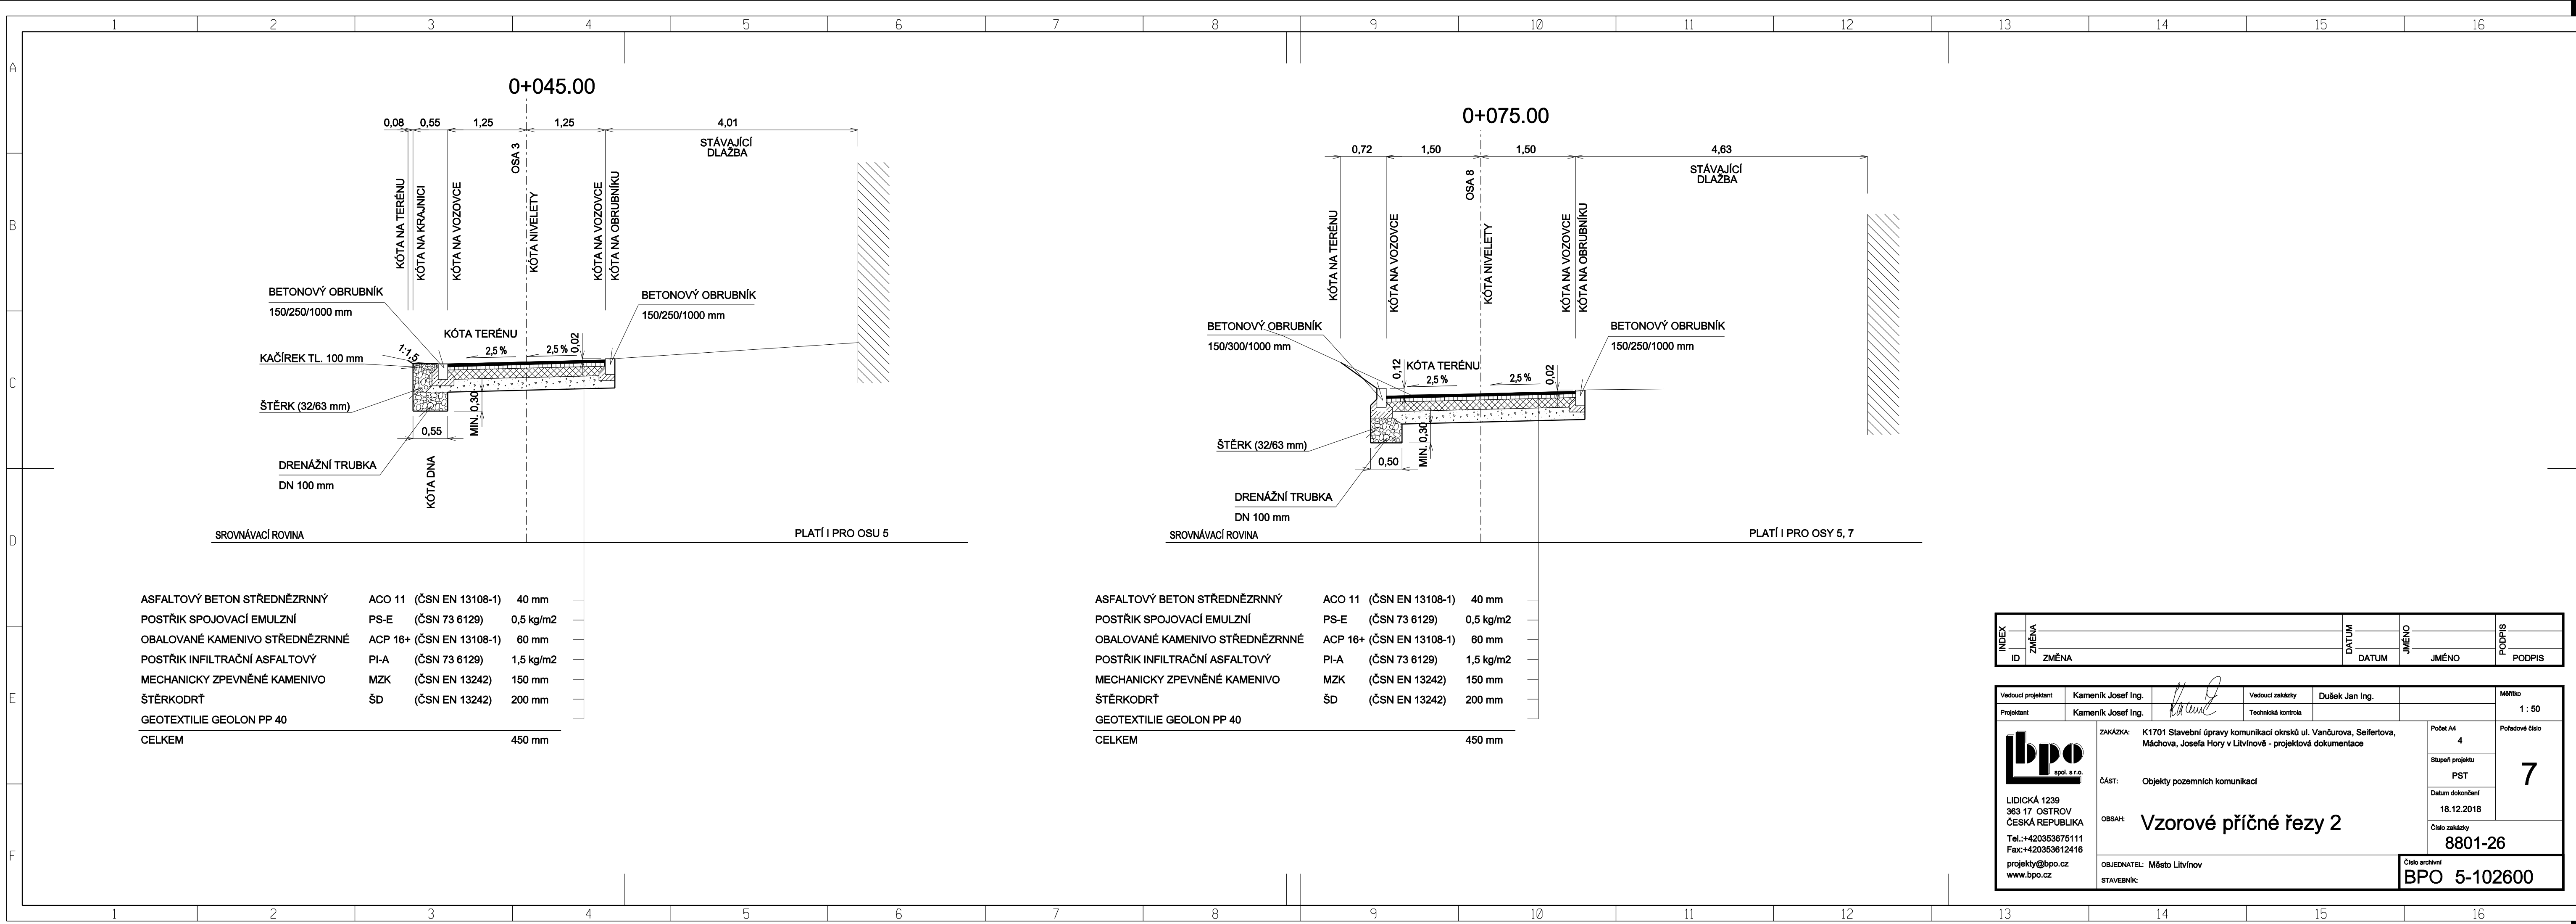 1 2 3 4 5 6 7 8 9 10 11 12 13 14 15 16
A
B
C
D
E
F
0+045.00
0,08 0,55 1,25 1,25 4,01
STÁVAJÍCÍ
DLAŽBA
OSA 3
KÓTA NA TERÉNU
KÓTA NA KRAJNICI
KÓTA NA VOZOVCE
KÓTA NIVELETY
KÓTA NA VOZOVCE
KÓTA NA OBRUBNÍKU
BETONOVÝ OBRUBNÍK
150/250/1000 mm
BETONOVÝ OBRUBNÍK
150/250/1000 mm
KÓTA TERÉNU
1:1,5
2,5 %
2,5 %
0,02
KAČÍREK TL. 100 mm
ŠTĚRK (32/63 mm)
MIN. 0,30
0,55
DRENÁŽNÍ TRUBKA
DN 100 mm
KÓTA DNA
SROVNÁVACÍ ROVINA
PLATÍ I PRO OSU 5
ASFALTOVÝ BETON STŘEDNĚZRNNÝ ACO 11 (ČSN EN 13108-1) 40 mm
POSTŘIK SPOJOVACÍ EMULZNÍ PS-E (ČSN 73 6129) 0,5 kg/m2
OBALOVANÉ KAMENIVO STŘEDNĚZRNNÉ ACP 16+ (ČSN EN 13108-1) 60 mm
POSTŘIK INFILTRAČNÍ ASFALTOVÝ PI-A (ČSN 73 6129) 1,5 kg/m2
MECHANICKY ZPEVNĚNÉ KAMENIVO MZK (ČSN EN 13242) 150 mm
ŠTĚRKODRŤ ŠD (ČSN EN 13242) 200 mm
GEOTEXTILIE GEOLON PP 40
CELKEM 450 mm
0+075.00
0,72 1,50 1,50 4,63
STÁVAJÍCÍ
DLAŽBA
OSA 8
KÓTA NA TERÉNU
KÓTA NA VOZOVCE
KÓTA NIVELETY
KÓTA NA VOZOVCE
KÓTA NA OBRUBNÍKU
BETONOVÝ OBRUBNÍK
150/300/1000 mm
BETONOVÝ OBRUBNÍK
150/250/1000 mm
0,12
KÓTA TERÉNU
2,5 %
2,5 %
0,02
ŠTĚRK (32/63 mm)
MIN. 0,30
0,50
DRENÁŽNÍ TRUBKA
DN 100 mm
SROVNÁVACÍ ROVINA
PLATÍ I PRO OSY 5, 7
ASFALTOVÝ BETON STŘEDNĚZRNNÝ ACO 11 (ČSN EN 13108-1) 40 mm
POSTŘIK SPOJOVACÍ EMULZNÍ PS-E (ČSN 73 6129) 0,5 kg/m2
OBALOVANÉ KAMENIVO STŘEDNĚZRNNÉ ACP 16+ (ČSN EN 13108-1) 60 mm
POSTŘIK INFILTRAČNÍ ASFALTOVÝ PI-A (ČSN 73 6129) 1,5 kg/m2
MECHANICKY ZPEVNĚNÉ KAMENIVO MZK (ČSN EN 13242) 150 mm
ŠTĚRKODRŤ ŠD (ČSN EN 13242) 200 mm
GEOTEXTILIE GEOLON PP 40
CELKEM 450 mm
INDEX ZMĚNA DATUM JMÉNO PODPIS
ID ZMĚNA DATUM JMÉNO PODPIS
Vedoucí projektant Kameník Josef Ing. Vedoucí zakázky Dušek Jan Ing. Měřítko
Projektant Kameník Josef Ing. Technická kontrola 1 : 50
bpo
spol. s r.o.
LIDICKÁ 1239
363 17 OSTROV
ČESKÁ REPUBLIKA
Tel.:+420353675111
Fax:+420353612416
projekty@bpo.cz
www.bpo.cz
ZAKÁZKA: K1701 Stavební úpravy komunikací okrsků ul. Vančurova, Seifertova,
Máchova, Josefa Hory v Litvínově - projektová dokumentace
ČÁST: Objekty pozemních komunikací
OBSAH: Vzorové příčné řezy 2
OBJEDNATEL: Město Litvínov
STAVEBNÍK:
Počet A4
4
Stupeň projektu
PST
Datum dokončení
18.12.2018
Pořadové číslo
7
Číslo zakázky
8801-26
Číslo archivní
BPO 5-102600
1 2 3 4 5 6 7 8 9 10 11 12 13 14 15 16